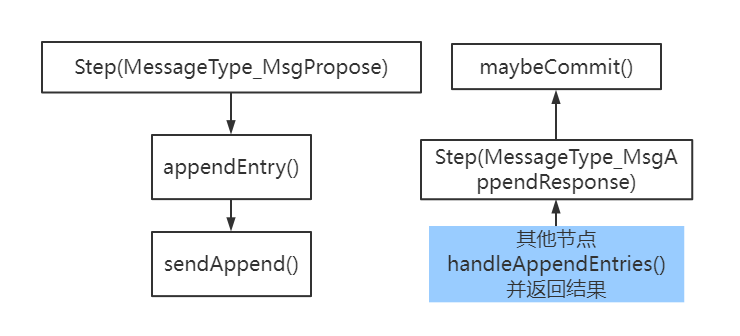 Step(MessageType_MsgPropose)
appendEntry()
sendAppend()
maybeCommit()
Step(MessageType_MsgA
ppendResponse)
其他节点
handleAppendEntries()
并返回结果